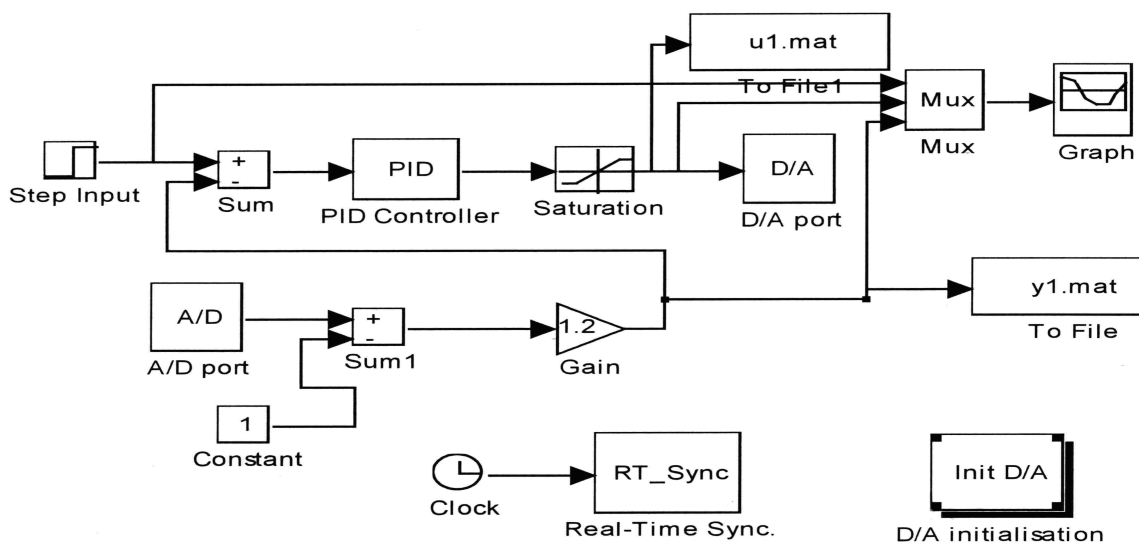 u1.mat
To File1
Mux
Mux
Graph
Step Input
+
-
Sum
PID
PID Controller
Saturation
D/A
D/A port
A/D
A/D port
+
-
Sum1
1.2
Gain
y1.mat
To File
1
Constant
Clock
RT_Sync
Real-Time Sync.
Init D/A
D/A initialisation